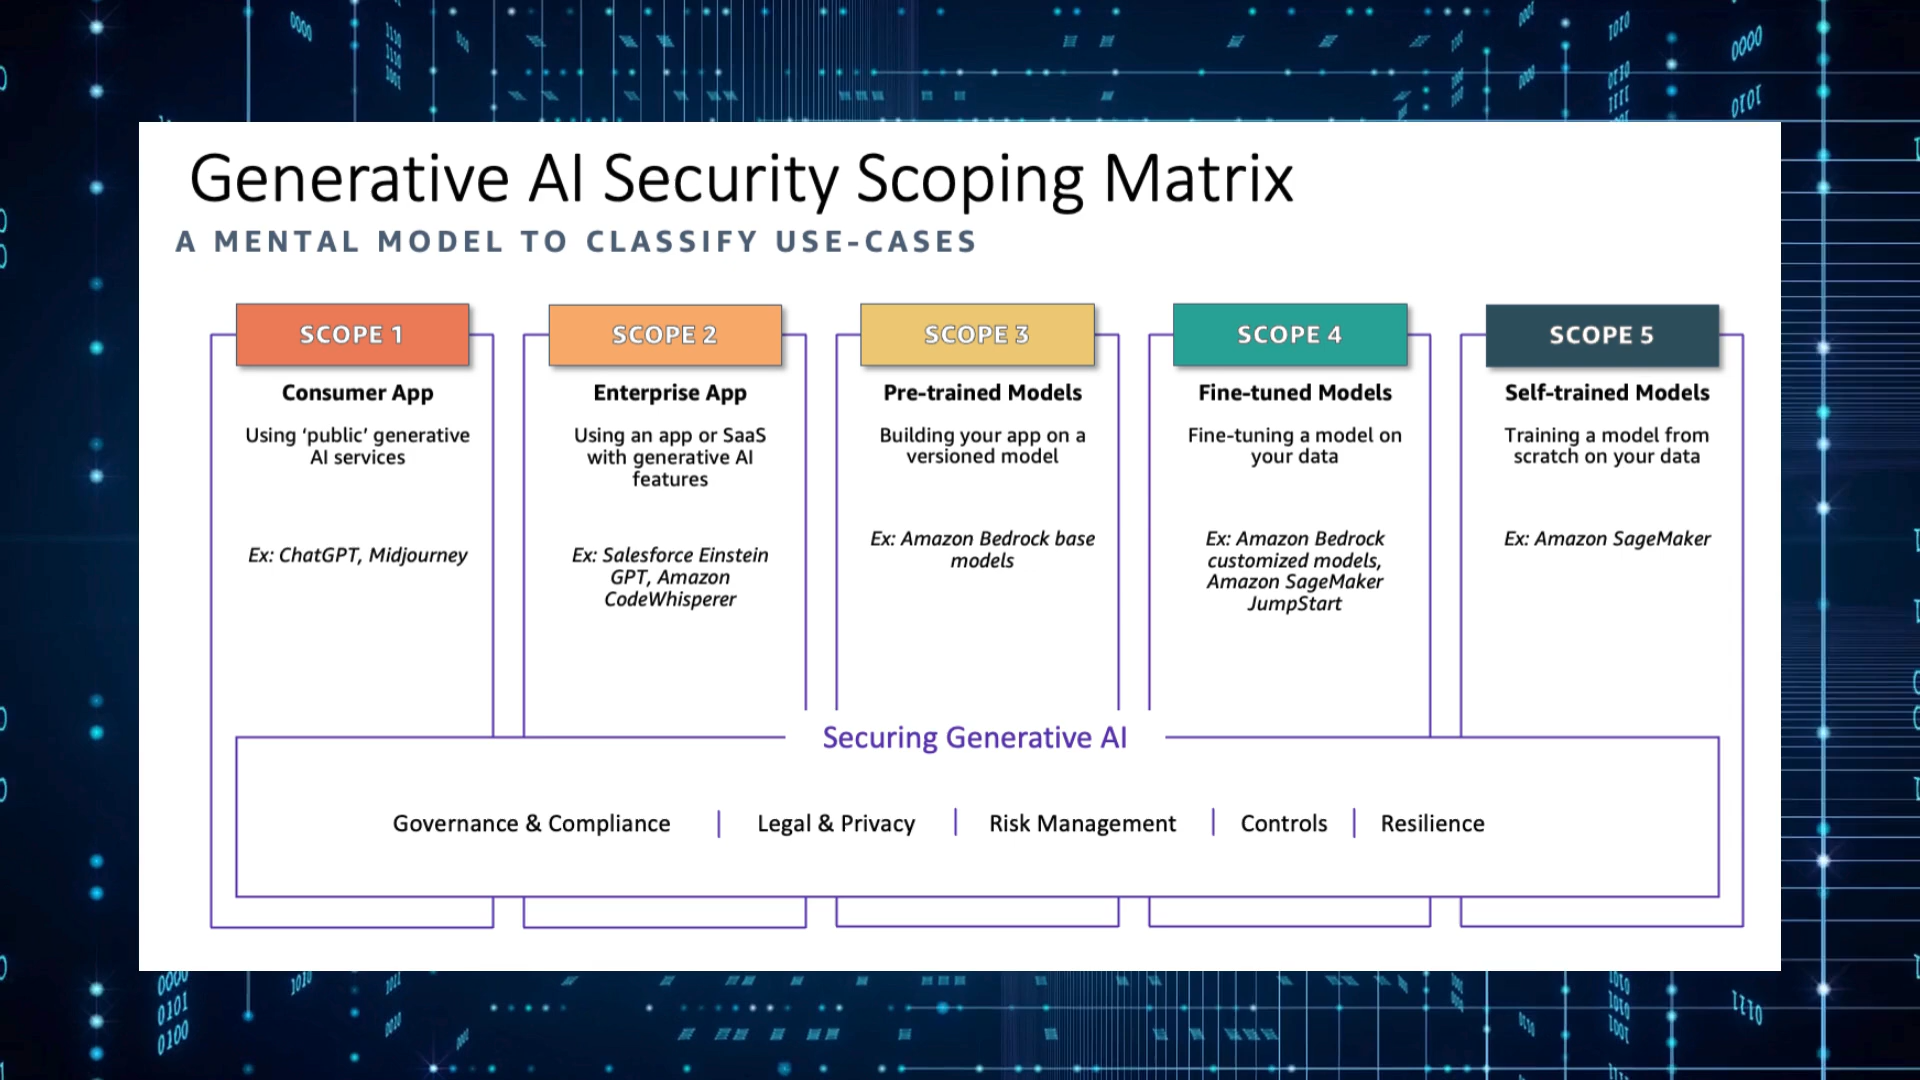 Generative AI Security Scoping Matrix
A MENTAL MODEL TO CLASSIFY USE-CASES
SCOPE 1
Consumer App
Using ‘public’ generative
AI services
Ex: ChatGPT, Midjourney
SCOPE 2
Enterprise App
Using an app or SaaS
with generative AI
features
Ex: Salesforce Einstein
GPT, Amazon
CodeWhisperer
SCOPE 3
Pre-trained Models
Building your app on a
versioned model
Ex: Amazon Bedrock base
models
SCOPE 4
Fine-tuned Models
Fine-tuning a model on
your data
Ex: Amazon Bedrock
customized models,
Amazon SageMaker
JumpStart
SCOPE 5
Self-trained Models
Training a model from
scratch on your data
Ex: Amazon SageMaker
Securing Generative AI
Governance & Compliance | Legal & Privacy | Risk Management | Controls | Resilience